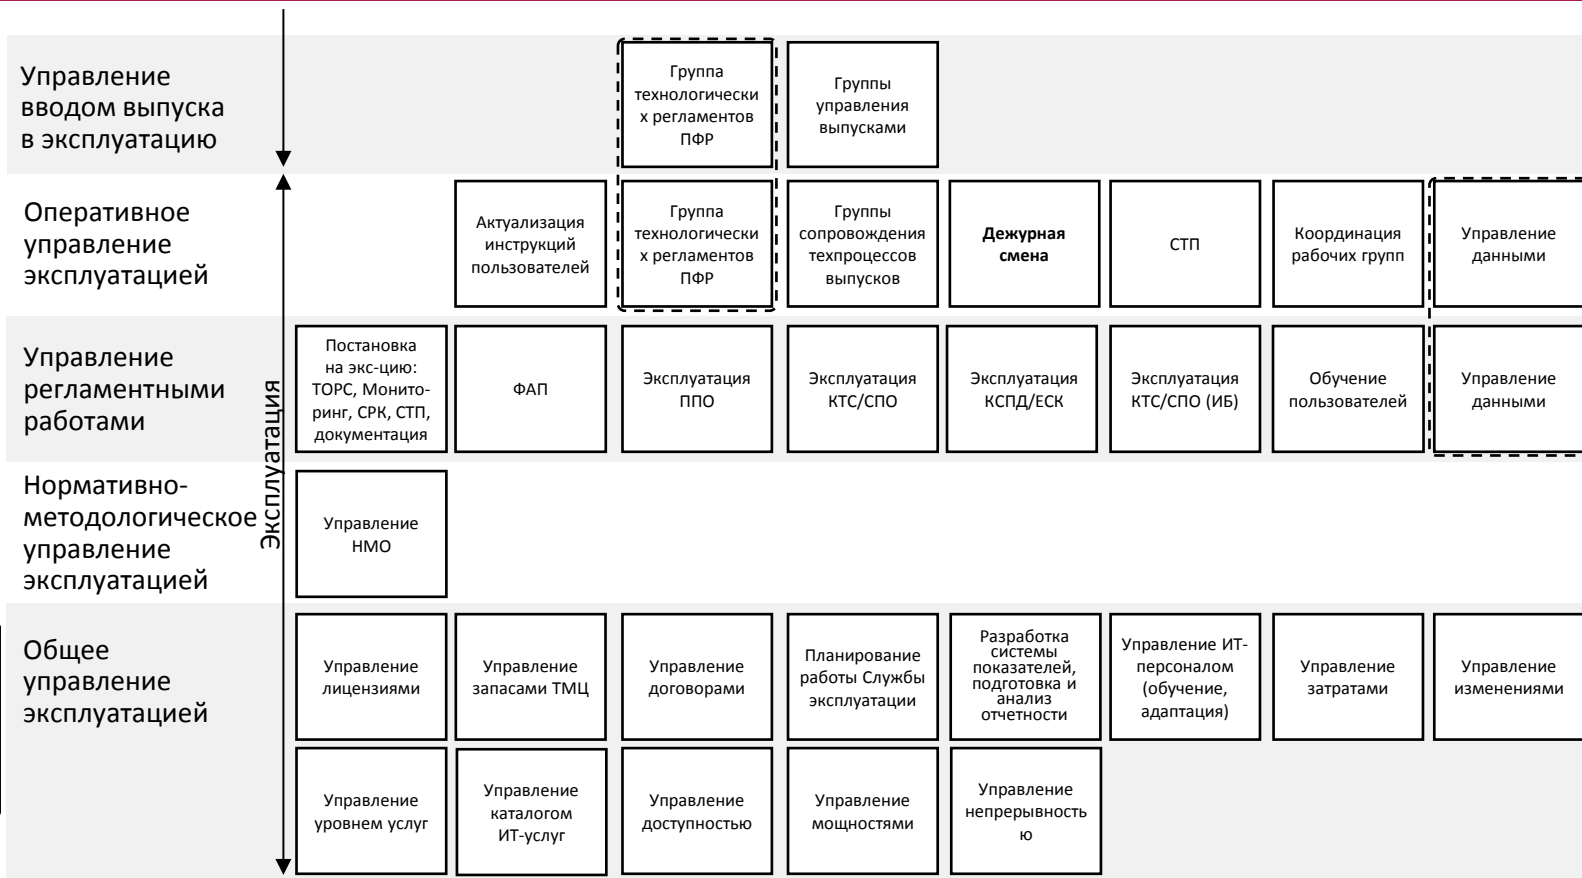 Управление
вводом выпуска
в эксплуатацию
Группа
технологически
х регламентов
ПФР
Группы
управления
выпусками
Оперативное
управление
эксплуатацией
Актуализация
инструкций
пользователей
Группа
технологически
х регламентов
ПФР
Группы
сопровождения
техпроцессов
выпусков
Дежурная
смена
СТП
Координация
рабочих групп
Управление
данными
Управление
регламентными
работами
Постановка
на экс-цию:
ТОРС, Монито-
ринг, СРК, СТП,
документация
ФАП
Эксплуатация
ППО
Эксплуатация
КТС/СПО
Эксплуатация
КСПД/ЕСК
Эксплуатация
КТС/СПО (ИБ)
Обучение
пользователей
Управление
данными
Эксплуатация
Нормативно-
методологическое
управление
эксплуатацией
Управление
НМО
Общее
управление
эксплуатацией
Управление
лицензиями
Управление
запасами ТМЦ
Управление
договорами
Планирование
работы Службы
эксплуатации
Разработка
системы
показателей,
подготовка и
анализ
отчетности
Управление ИТ-
персоналом
(обучение,
адаптация)
Управление
затратами
Управление
изменениями
Управление
уровнем услуг
Управление
каталогом
ИТ-услуг
Управление
доступностью
Управление
мощностями
Управление
непрерывность
ю